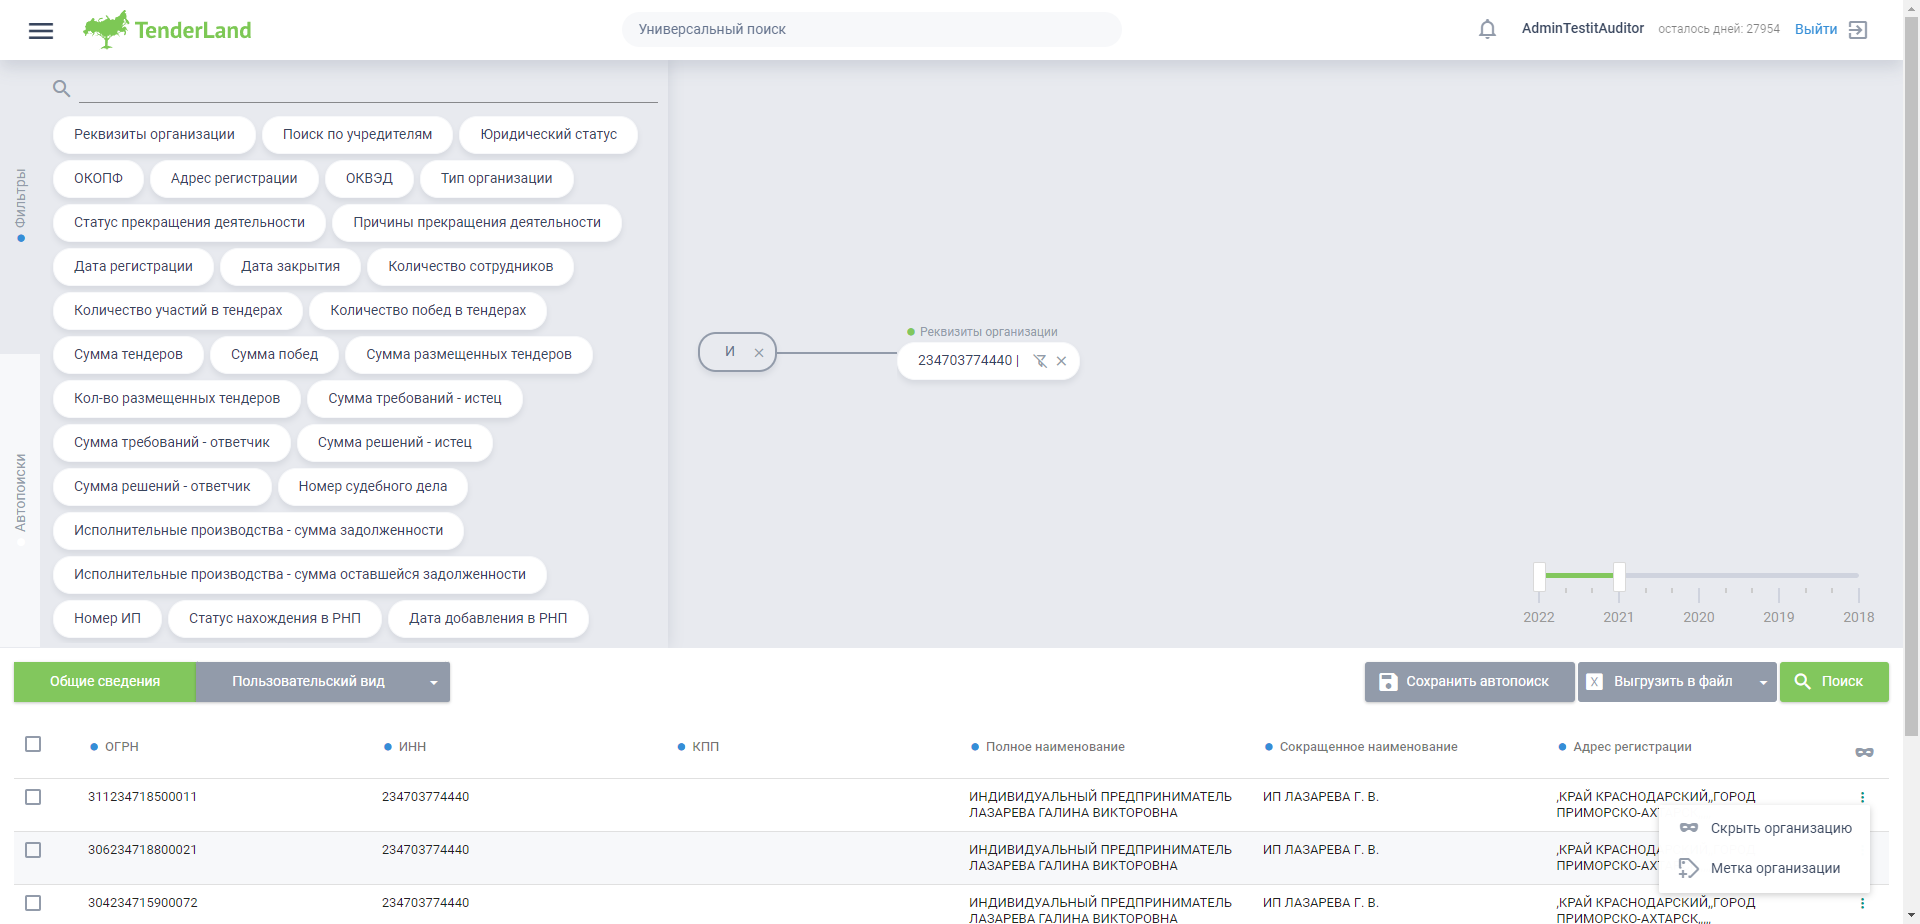 TenderLand
Универсальный поиск
AdminTestitAuditor осталось дней: 27954 Выйти
Фильтры
Автопоиски
Реквизиты организации Поиск по учредителям Юридический статус
ОКОПФ Адрес регистрации ОКВЭД Тип организации
Статус прекращения деятельности Причины прекращения деятельности
Дата регистрации Дата закрытия Количество сотрудников
Количество участий в тендерах Количество побед в тендерах
Сумма тендеров Сумма побед Сумма размещенных тендеров
Кол-во размещенных тендеров Сумма требований - истец
Сумма требований - ответчик Сумма решений - истец
Сумма решений - ответчик Номер судебного дела
Исполнительные производства - сумма задолженности
Исполнительные производства - сумма оставшейся задолженности
Номер ИП Статус нахождения в РНП Дата добавления в РНП
И
Реквизиты организации
234703774440 |
2022 2021 2020 2019 2018
Общие сведения Пользовательский вид
Сохранить автопоиск X Выгрузить в файл Поиск
ОГРН ИНН КПП Полное наименование Сокращенное наименование Адрес регистрации
311234718500011 234703774440 ИНДИВИДУАЛЬНЫЙ ПРЕДПРИНИМАТЕЛЬ ИП ЛАЗАРЕВА Г. В. ,КРАЙ КРАСНОДАРСКИЙ,,ГОРОД
ЛАЗАРЕВА ГАЛИНА ВИКТОРОВНА ПРИМОРСКО-АХ
Скрыть организацию
Метка организации
306234718800021 234703774440 ИНДИВИДУАЛЬНЫЙ ПРЕДПРИНИМАТЕЛЬ ИП ЛАЗАРЕВА Г. В. ,КРАЙ КРАСНОД
ЛАЗАРЕВА ГАЛИНА ВИКТОРОВНА ПРИМОРСКО-АХ
304234715900072 234703774440 ИНДИВИДУАЛЬНЫЙ ПРЕДПРИНИМАТЕЛЬ ИП ЛАЗАРЕВА Г. В. ,КРАЙ КРАСНОДАРСКИЙ,,ГОРОД
ЛАЗАРЕВА ГАЛИНА ВИКТОРОВНА ПРИМОРСКО-АХТАРСК,,,,,